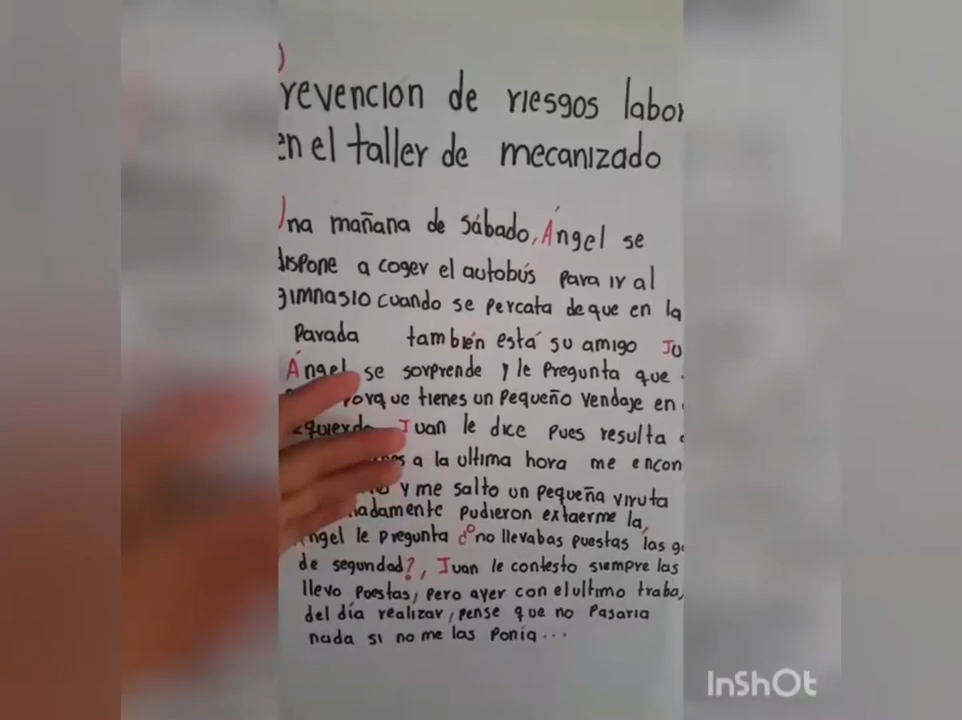 revencion de riesgos labor
en el taller de mecanizado
Una mañana de sábado, Ángel se
dispone a coger el autobús para ir al
gimnasio cuando se percata de que en la
Parada también está su amigo Ju
Ángel se sorprende y le Pregunta que
Porque tienes un Pequeño vendaje en
Juan le dice pues resulta
a la ultima hora me encon
y me salto un pequeña viruta
adamente pudieron extaerme la,
Ángel le pregunta ¿no llevabas puestas las g
de seguridad?, Juan le contesto siempre las
llevo Puestas, pero ayer con el ultimo traba
del día realizar, pense que no Pasaria
nada si no me las Ponia...
InShOt